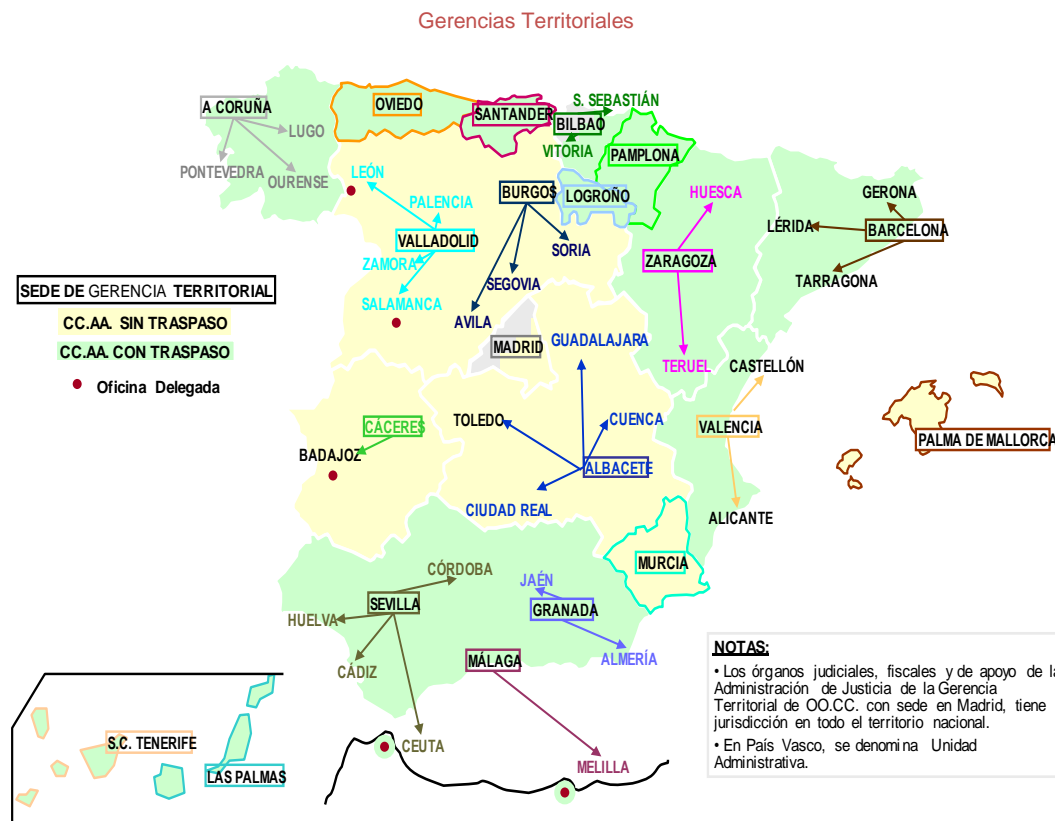 Gerencias Territoriales
A CORUÑA
OVIEDO
SANTANDER
S. SEBASTIÁN
BILBAO
VITORIA
PAMPLONA
LUGO
PONTEVEDRA
OURENSE
LEÓN
PALENCIA
BURGOS
LOGROÑO
HUESCA
GERONA
LÉRIDA
BARCELONA
VALLADOLID
ZAMORA
SORIA
ZARAGOZA
TARRAGONA
SEGOVIA
SALAMANCA
AVILA
SEDE DE GERENCIA TERRITORIAL
CC.AA. SIN TRASPASO
CC.AA. CON TRASPASO
Oficina Delegada
MADRID
GUADALAJARA
TERUEL
CASTELLÓN
TOLEDO
CUENCA
VALENCIA
CÁCERES
BADAJOZ
ALBACETE
PALMA DE MALLORCA
CIUDAD REAL
ALICANTE
MURCIA
CÓRDOBA
JAÉN
SEVILLA
GRANADA
HUELVA
CÁDIZ
MÁLAGA
ALMERÍA
CEUTA
MELILLA
S.C. TENERIFE
LAS PALMAS
NOTAS:
• Los órganos judiciales, fiscales y de apoyo de la
Administración de Justicia de la Gerencia
Territorial de OO.CC. con sede en Madrid, tiene
jurisdicción en todo el territorio nacional.
• En País Vasco, se denomina Unidad
Administrativa.